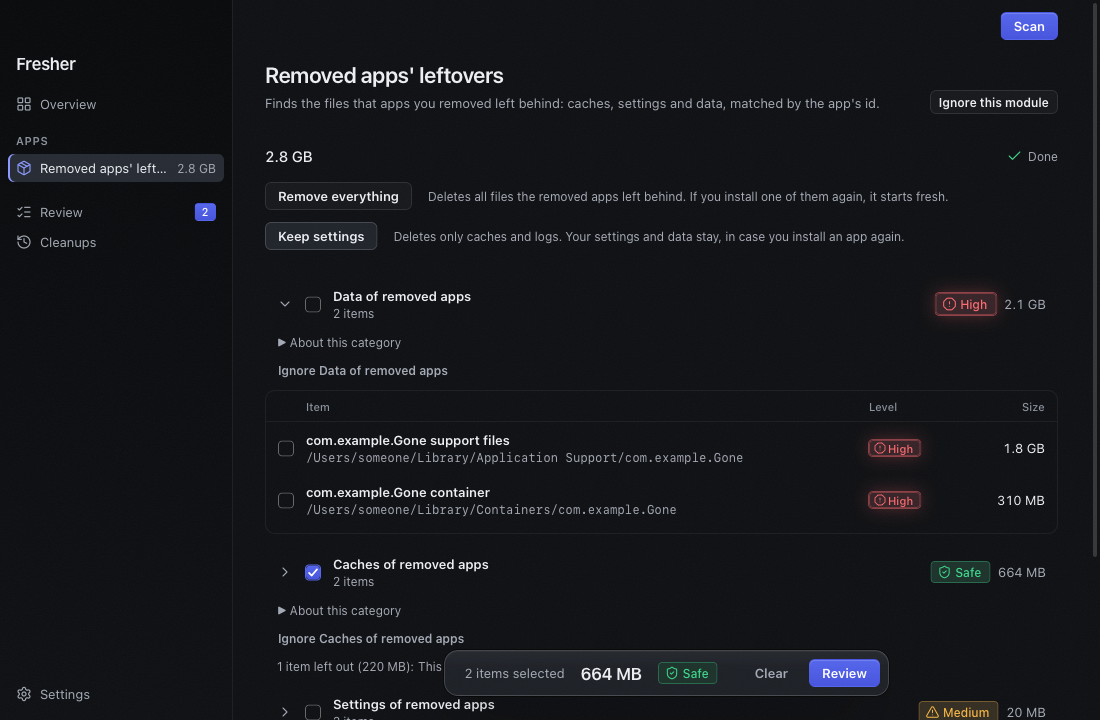 Scan
Fresher
Overview
APPS
Removed apps' left... 2.8 GB
Review 2
Cleanups
Settings
Removed apps' leftovers
Finds the files that apps you removed left behind: caches, settings and data, matched by the app's id.
Ignore this module
2.8 GB
Done
Remove everything
Deletes all files the removed apps left behind. If you install one of them again, it starts fresh.
Keep settings
Deletes only caches and logs. Your settings and data stay, in case you install an app again.
Data of removed apps
2 items
High 2.1 GB
About this category
Ignore Data of removed apps
Item Level Size
com.example.Gone support files
/Users/someone/Library/Application Support/com.example.Gone
High 1.8 GB
com.example.Gone container
/Users/someone/Library/Containers/com.example.Gone
High 310 MB
Caches of removed apps
2 items
Safe 664 MB
About this category
Ignore Caches of removed apps
1 item left out (220 MB): This
2 items selected 664 MB Safe Clear Review
Settings of removed apps
Medium 20 MB